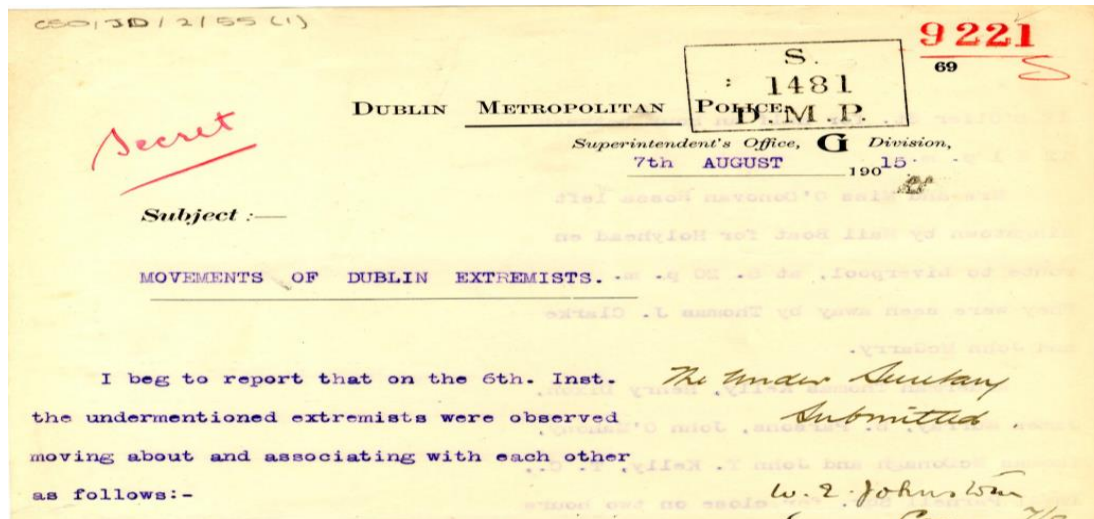 CSO/JD/2/55 (1)
9221
69 S
S.
: 1481
D.M.P.
Secret
DUBLIN METROPOLITAN POLICE,
Superintendent's Office, G Division,
7th AUGUST 190 15.
Subject :—
MOVEMENTS OF DUBLIN EXTREMISTS.
I beg to report that on the 6th. Inst.
the undermentioned extremists were observed
moving about and associating with each other
as follows:-
The Under Secretary
Submitted